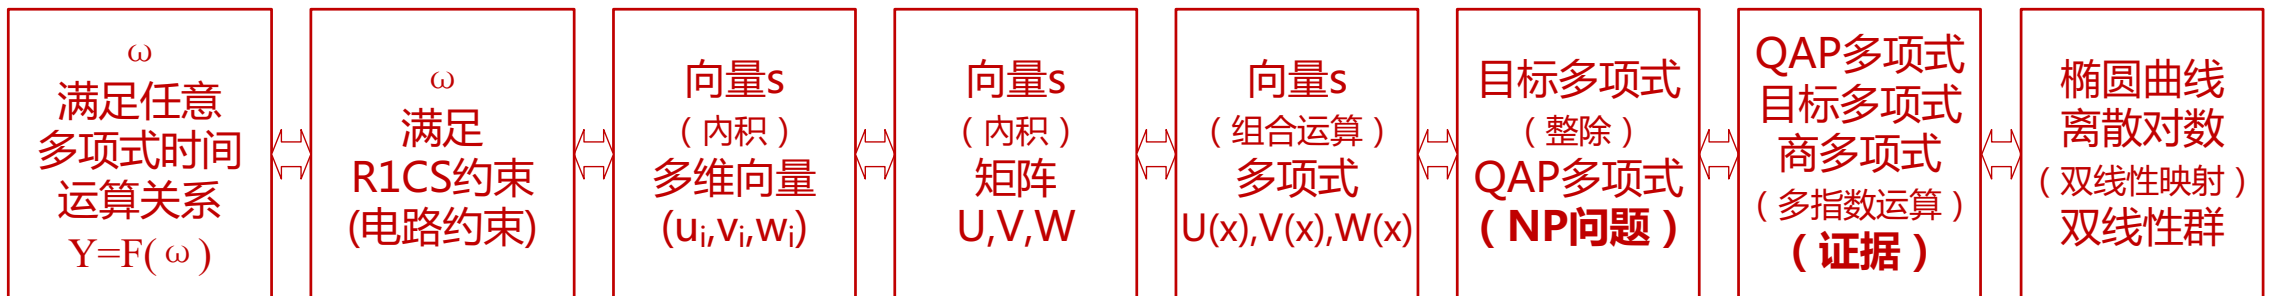 ω
满足任意
多项式时间
运算关系
Y=F(ω)
ω
满足
R1CS约束
(电路约束)
向量s
（内积）
多维向量
(uᵢ,vᵢ,wᵢ)
向量s
（内积）
矩阵
U,V,W
向量s
（组合运算）
多项式
U(x),V(x),W(x)
目标多项式
（整除）
QAP多项式
（NP问题）
QAP多项式
目标多项式
商多项式
（多指数运算）
（证据）
椭圆曲线
离散对数
（双线性映射）
双线性群